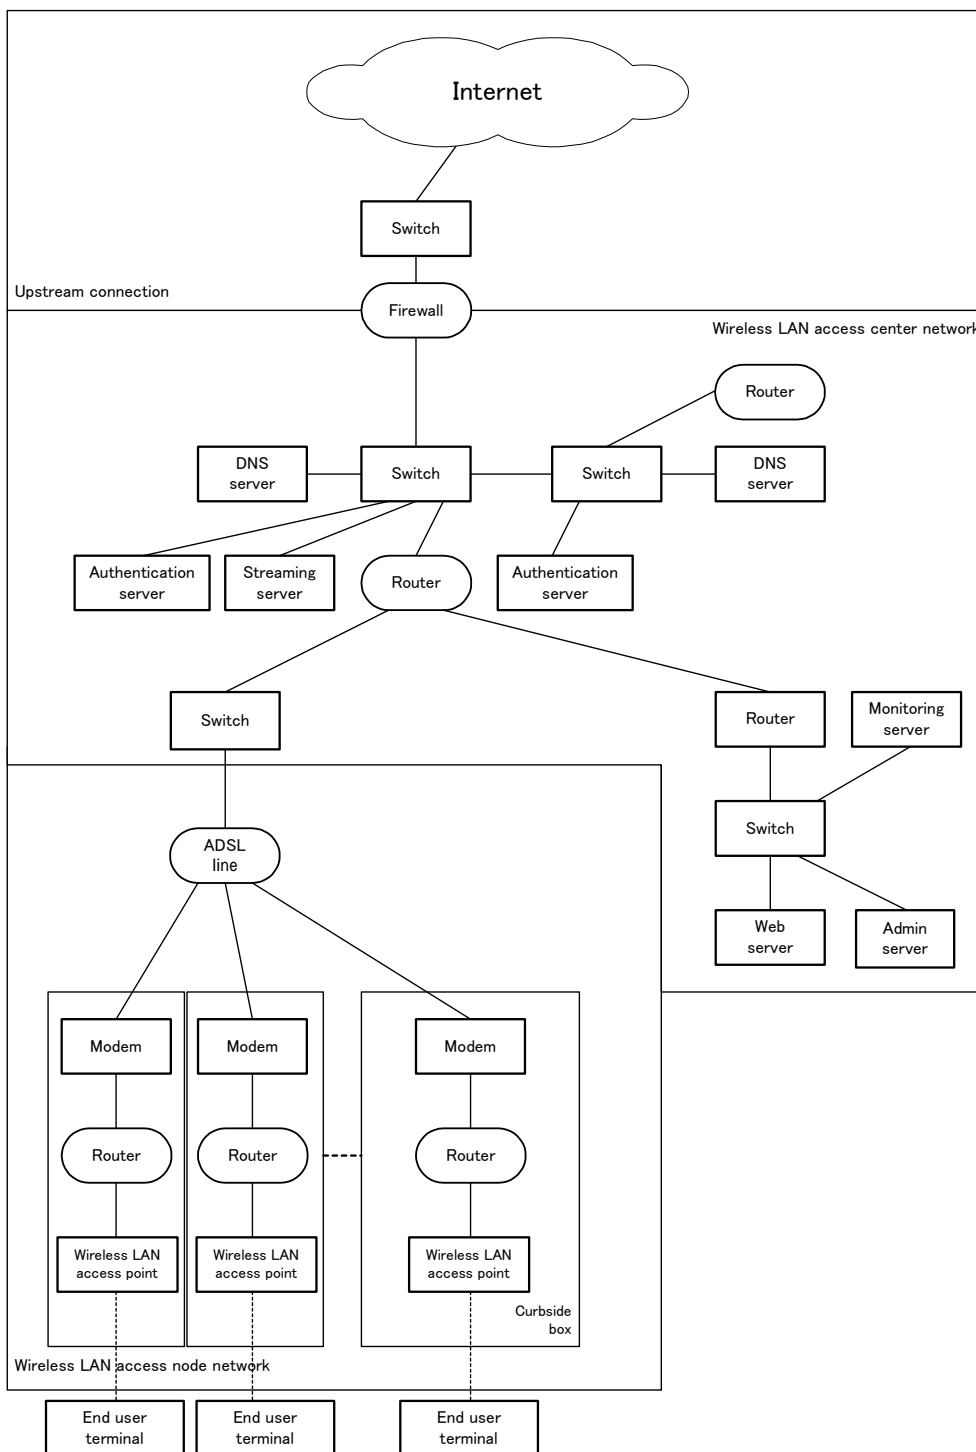 Internet
Switch
Upstream connection
Firewall
Wireless LAN access center network
Router
DNS
server
Switch
Switch
DNS
server
Authentication
server
Streaming
server
Router
Authentication
server
Switch
Router
Monitoring
server
Switch
ADSL
line
Web
server
Admin
server
Modem
Modem
Modem
Router
Router
Router
Wireless LAN
access point
Wireless LAN
access point
Wireless LAN
access point
Curbside
box
Wireless LAN access node network
End user
terminal
End user
terminal
End user
terminal